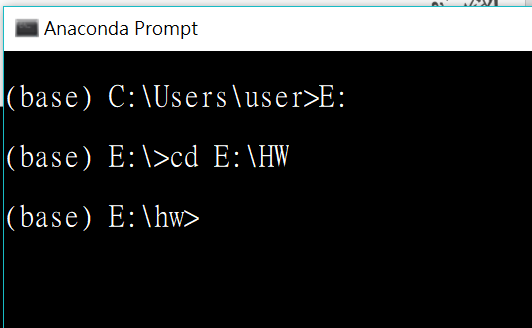 Anaconda Prompt
(base) C:\Users\user>E:
(base) E:\>cd E:\HW
(base) E:\hw>